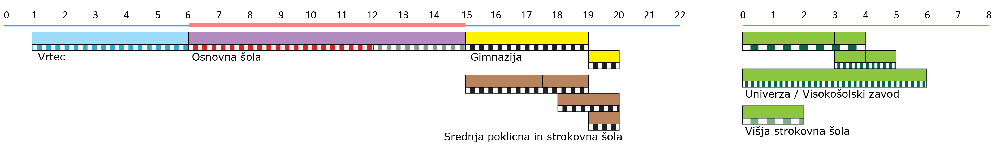 0 1 2 3 4 5 6 7 8 9 10 11 12 13 14 15 16 17 18 19 20 21 22 0 1 2 3 4 5 6 7 8
Vrtec Osnovna šola Gimnazija
Univerza / Visokošolski zavod
Višja strokovna šola
Srednja poklicna in strokovna šola